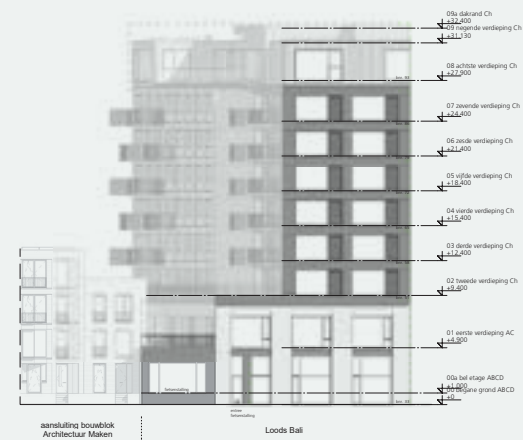 09a dakrand Ch
+32,400
09 negende verdieping Ch
+31,130
08 achtste verdieping Ch
+27,900
07 zevende verdieping Ch
+24,400
06 zesde verdieping Ch
+21,400
05 vijfde verdieping Ch
+18,400
04 vierde verdieping Ch
+15,400
03 derde verdieping Ch
+12,400
02 tweede verdieping Ch
+9,400
01 eerste verdieping AC
+4,900
00a bel etage ABCD
+1,000
00 begane grond ABCD
+0
fietsenstalling
entree
fietsenstalling
aansluiting bouwblok
Architectuur Maken
Loods Bali